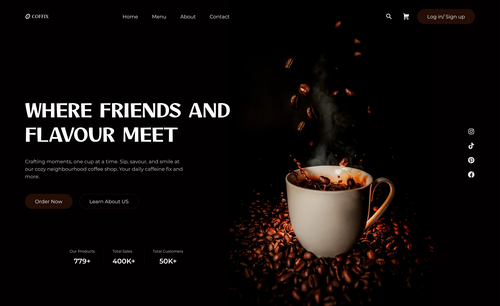 COFFIX
Home Menu About Contact
Log in/ Sign up
WHERE FRIENDS AND
FLAVOUR MEET
Crafting moments, one cup at a time. Sip, savour, and smile at
our cozy neighbourhood coffee shop. Your daily caffeine fix and
more.
Order Now Learn About US
Our Products Total Sales Total Customers
779+ 400K+ 50K+